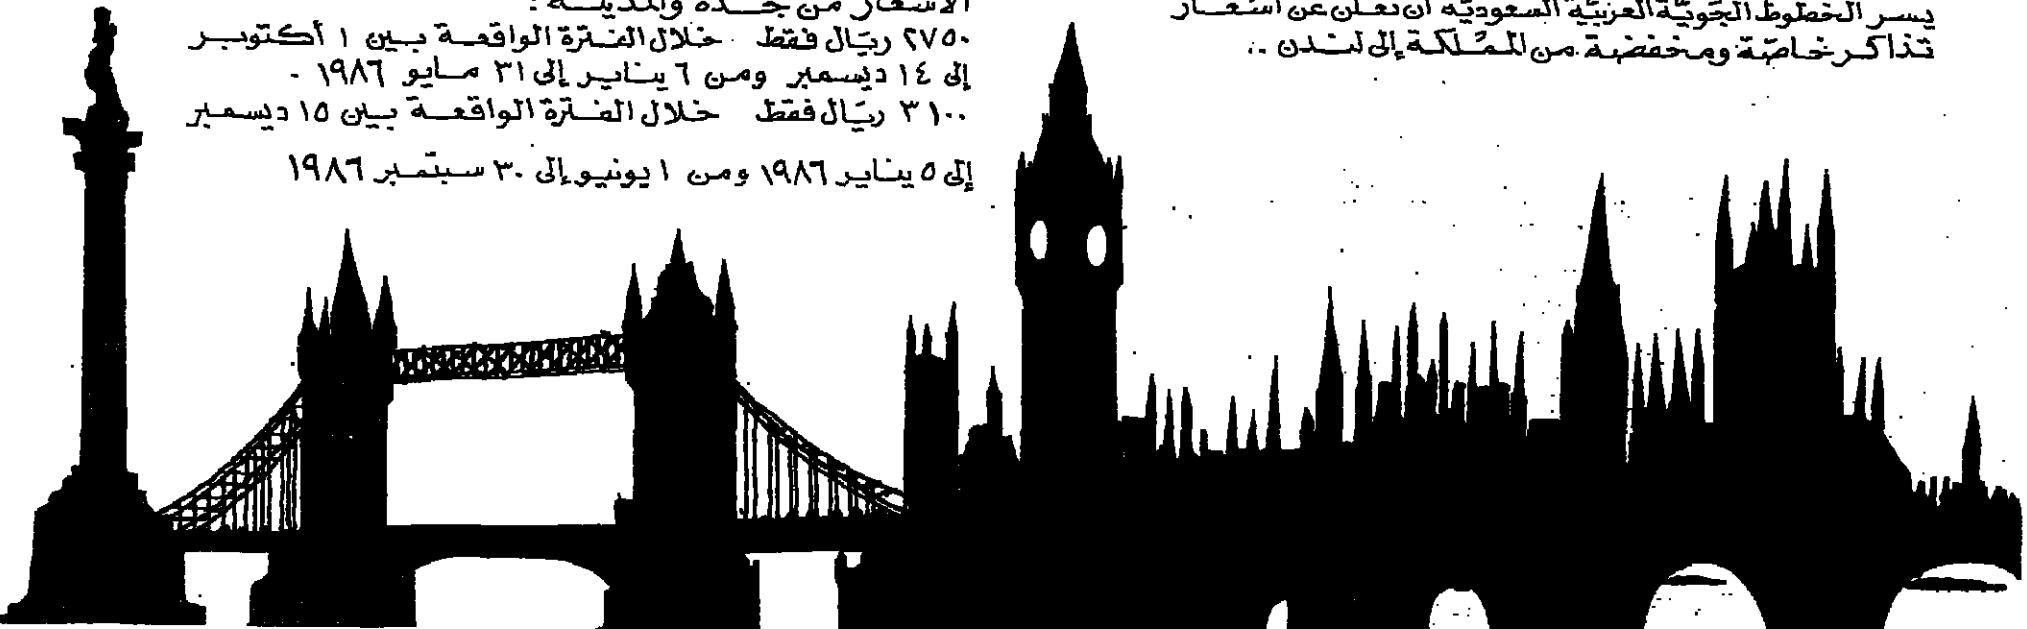 يسر الخطوط الجوية العربية السعودية أن تعلن عن أسعار
تذاكر خاصة ومخفضة من المملكة إلى لندن ..
الأسعار من جدة والمدينة :
٢٧٥٠ ريال فقط خلال الفترة الواقعة بين ١ أكتوبر
إلى ١٤ ديسمبر ومن ٦ يناير إلى ٣١ مايو ١٩٨٦ .
٣١٠٠ ريال فقط خلال الفترة الواقعة بين ١٥ ديسمبر
إلى ٥ يناير ١٩٨٦ ومن ١ يونيو إلى ٣٠ سبتمبر ١٩٨٦